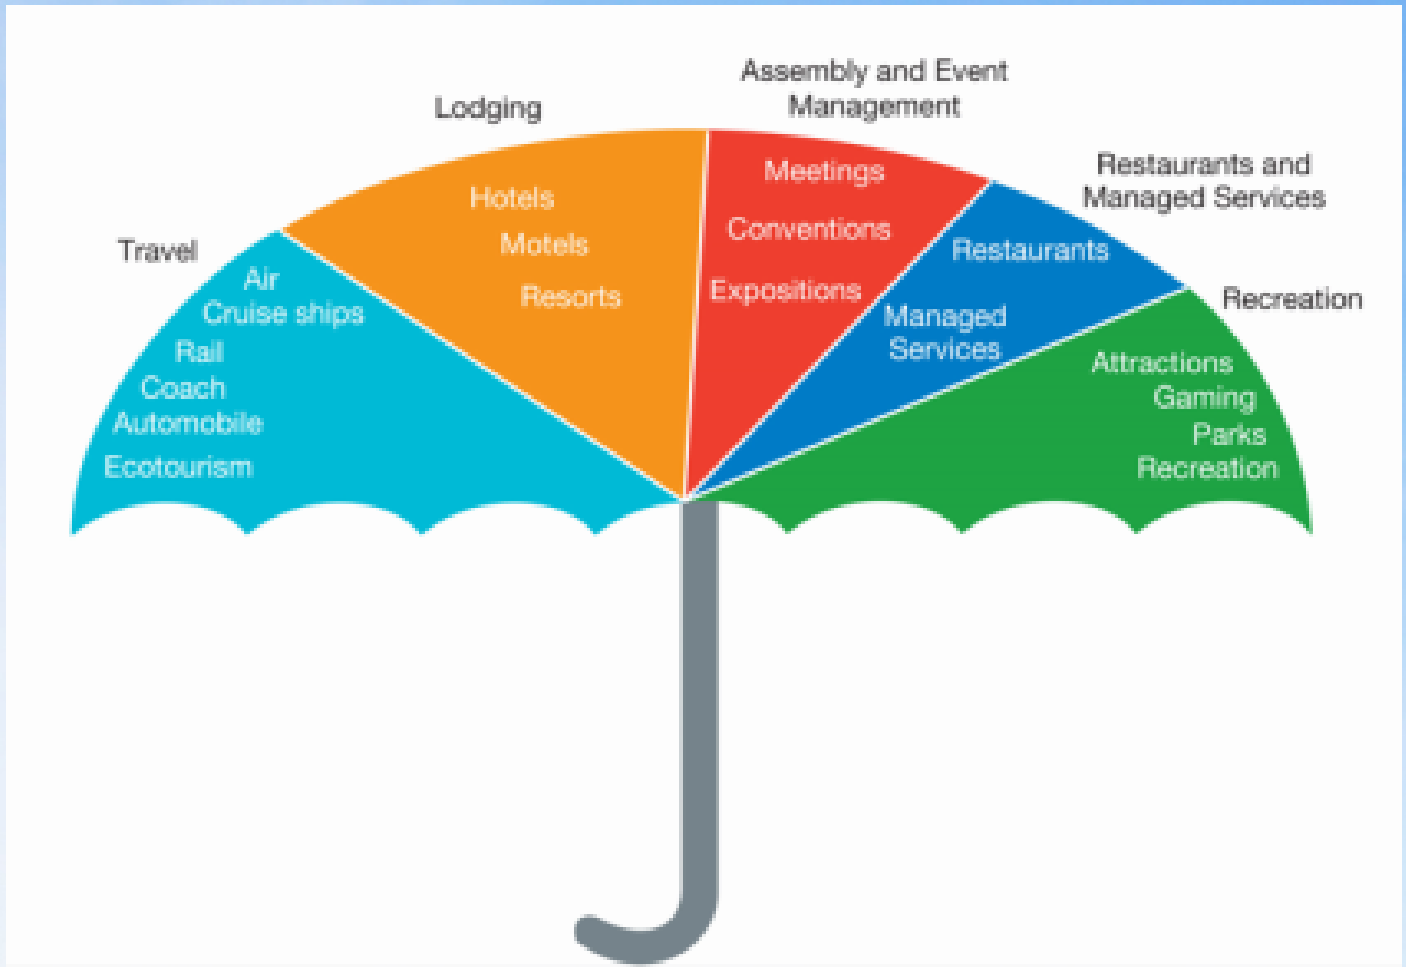 Travel
Air
Cruise ships
Rail
Coach
Automobile
Ecotourism
Lodging
Hotels
Motels
Resorts
Assembly and Event
Management
Meetings
Conventions
Expositions
Restaurants and
Managed Services
Restaurants
Managed
Services
Recreation
Attractions
Gaming
Parks
Recreation